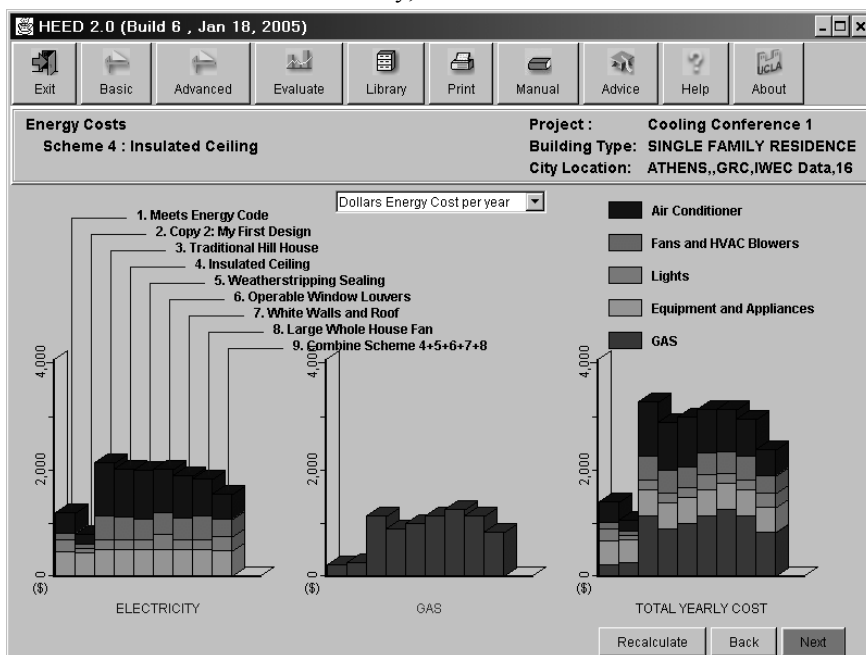 HEED 2.0 (Build 6 , Jan 18, 2005)
Exit Basic Advanced Evaluate Library Print Manual Advice Help About
UCLA
Energy Costs
Scheme 4 : Insulated Ceiling
Project : Cooling Conference 1
Building Type: SINGLE FAMILY RESIDENCE
City Location: ATHENS,,GRC,IWEC Data,16
Dollars Energy Cost per year
1. Meets Energy Code
2. Copy 2: My First Design
3. Traditional Hill House
4. Insulated Ceiling
5. Weatherstripping Sealing
6. Operable Window Louvers
7. White Walls and Roof
8. Large Whole House Fan
9. Combine Scheme 4+5+6+7+8
Air Conditioner
Fans and HVAC Blowers
Lights
Equipment and Appliances
GAS
4,000
2,000
0
($)
ELECTRICITY
4,000
2,000
0
($)
GAS
4,000
2,000
0
($)
TOTAL YEARLY COST
Recalculate Back Next